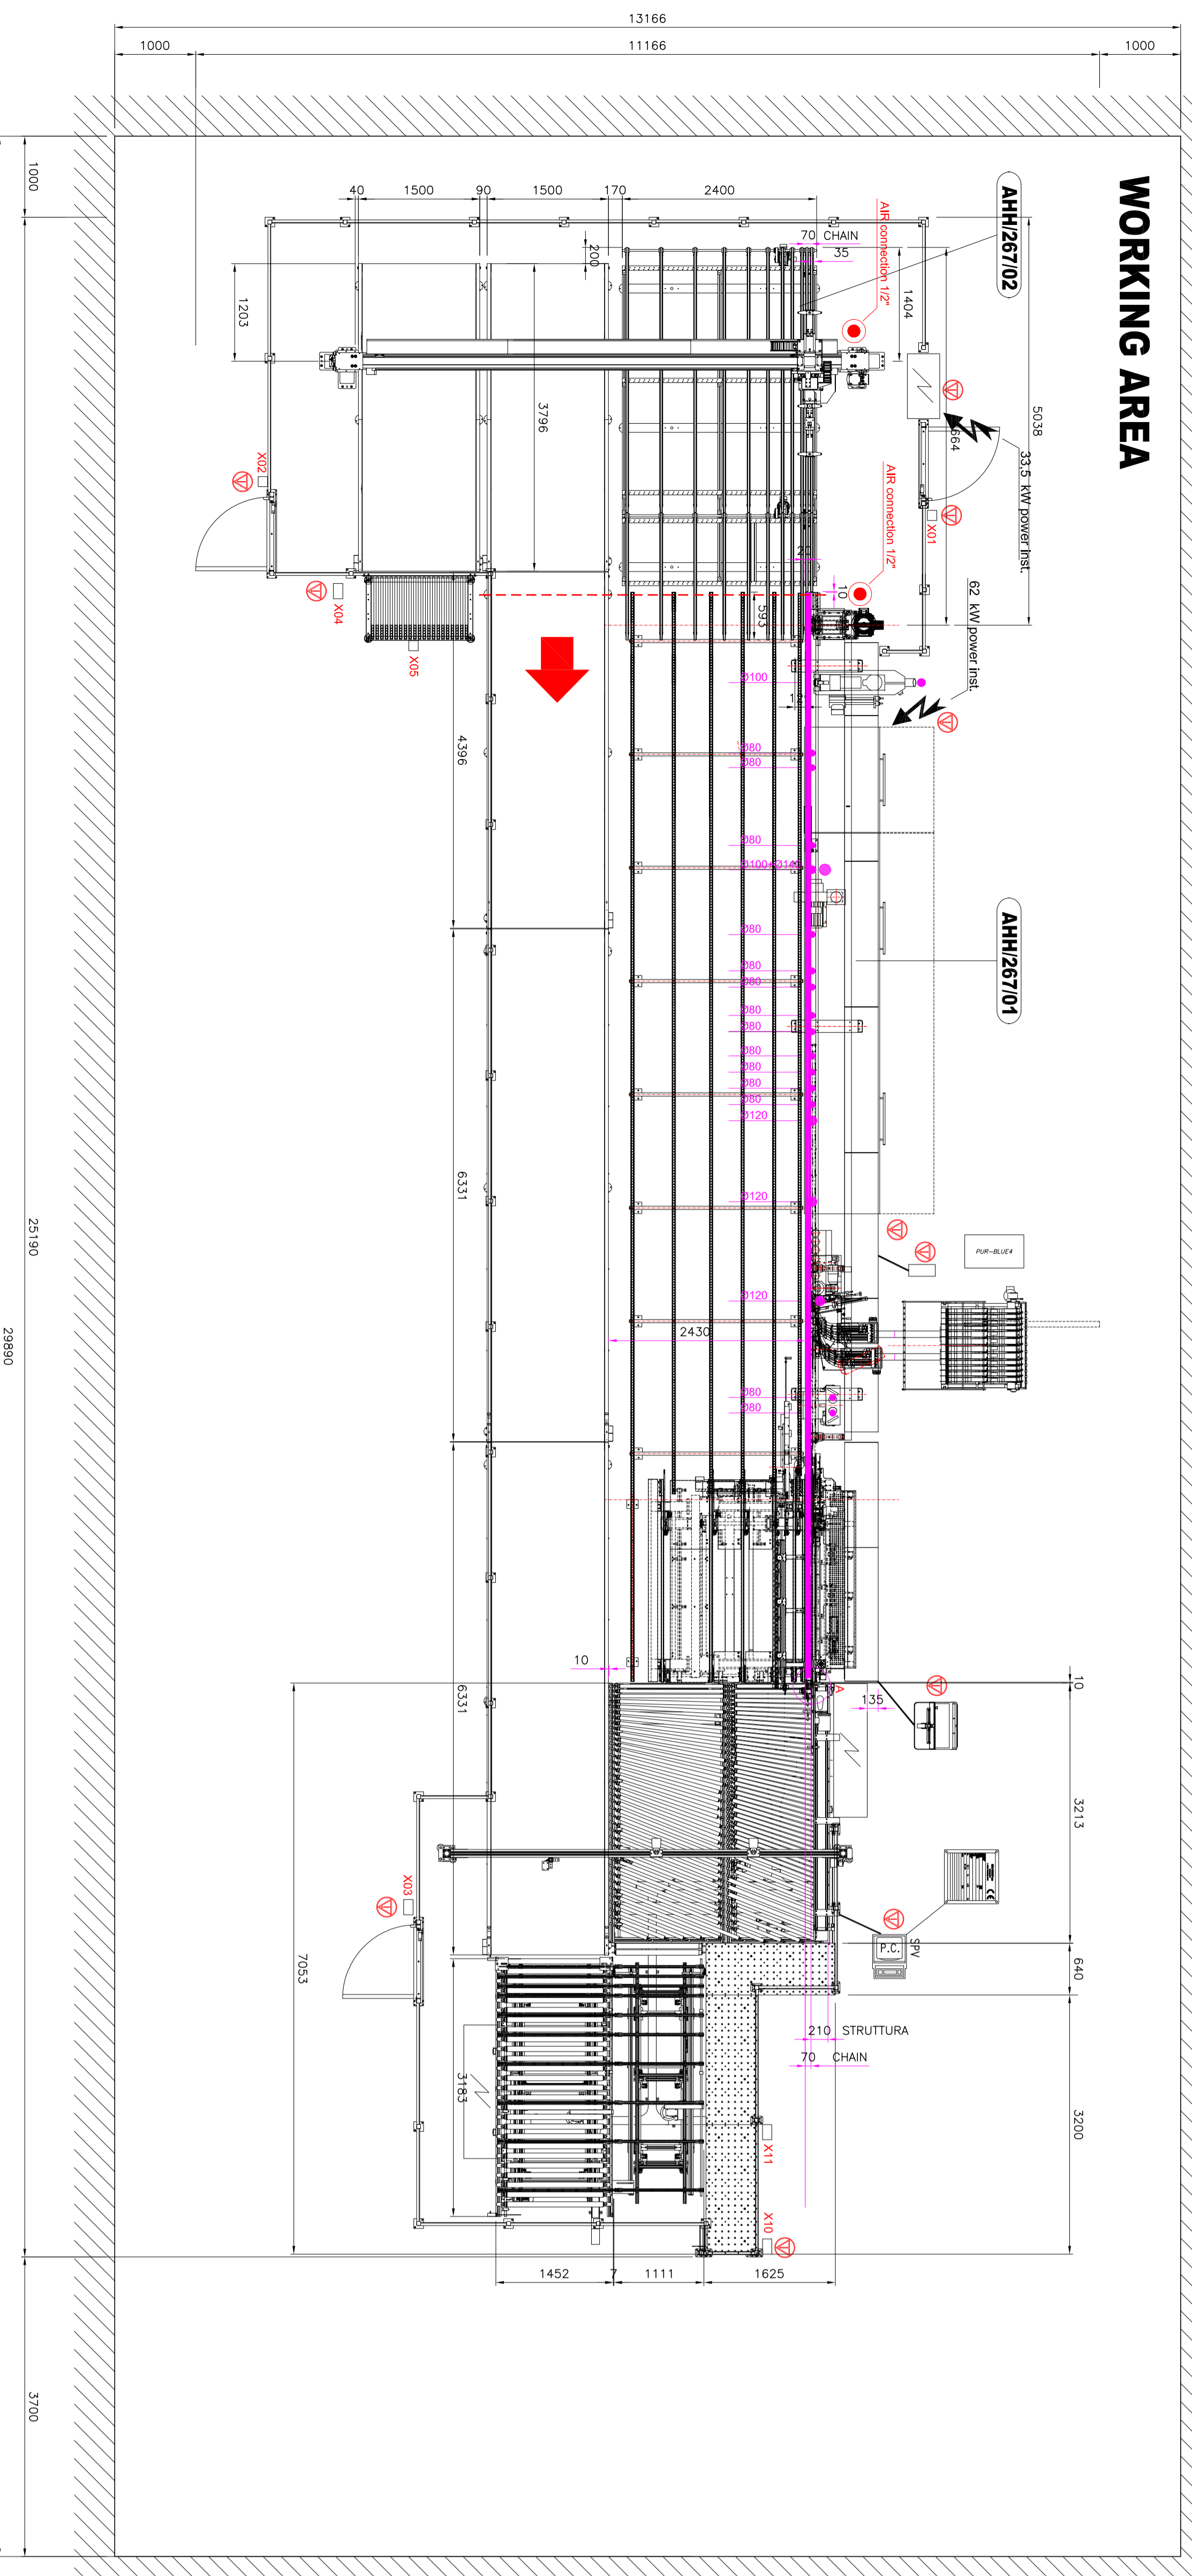 13166
1000
11166
1000
WORKING AREA
1000
40
1500
90
1500
170
2400
AHH/267/02
AIR connection 1/2"
70 CHAIN
35
200
1404
1203
3796
5038
664
33,5 kW power inst.
X02
X01
AIR connection 1/2"
20
10
593
X04
X05
62 kW power inst.
Ø100
4396
Ø80
Ø80
Ø80
Ø100+Ø140
AHH/267/01
Ø80
Ø80
Ø80
Ø80
Ø80
Ø80
Ø80
Ø80
Ø80
Ø120
6331
Ø120
25190
PUR-BLUE4
Ø120
29890
2430
Ø80
Ø80
10
6331
A
10
135
3213
X03
P.C.
SPV
7053
640
210 STRUTTURA
70 CHAIN
3183
3200
X11
X10
1452
7
1111
1625
3700